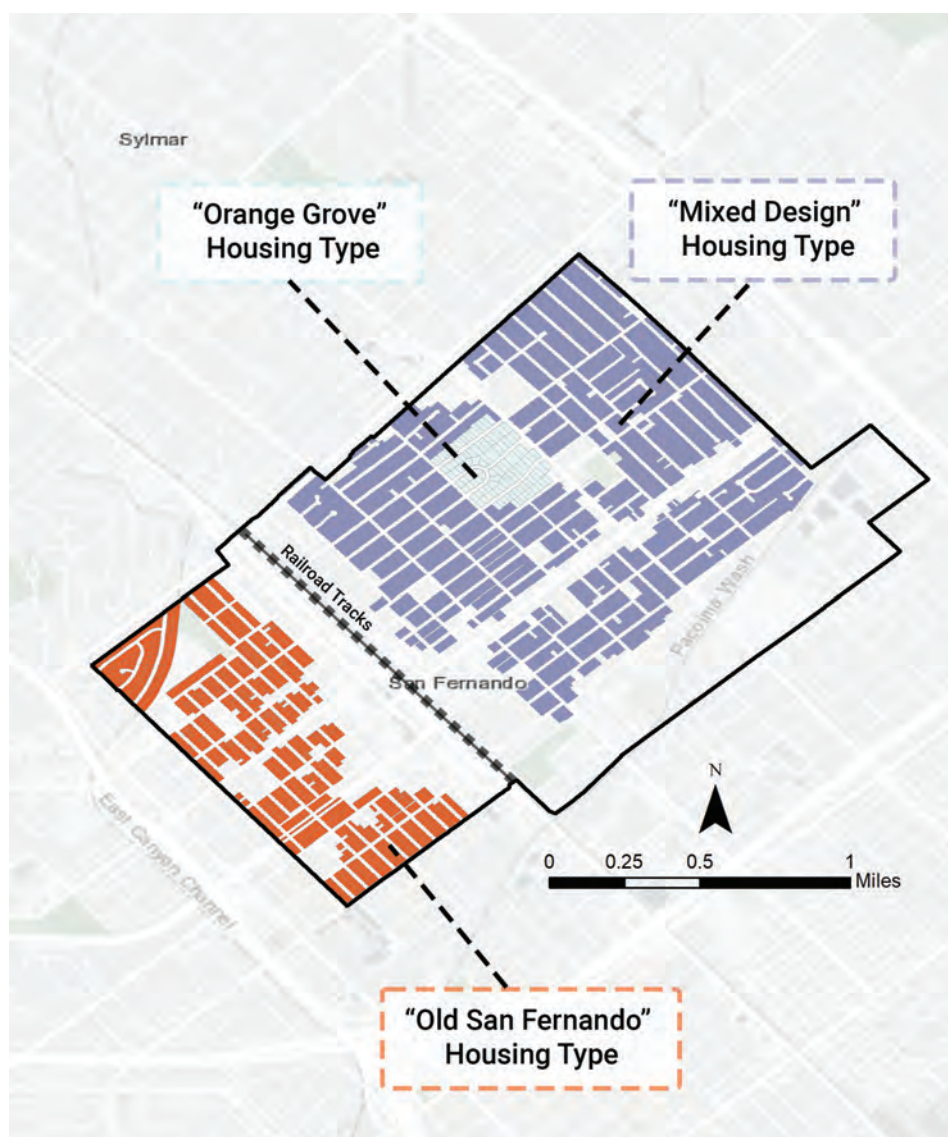 Sylmar
“Orange Grove”
Housing Type
“Mixed Design”
Housing Type
Railroad Tracks
Pacoima Wash
San Fernando
East Canyon Channel
N
0 0.25 0.5 1
Miles
“Old San Fernando”
Housing Type